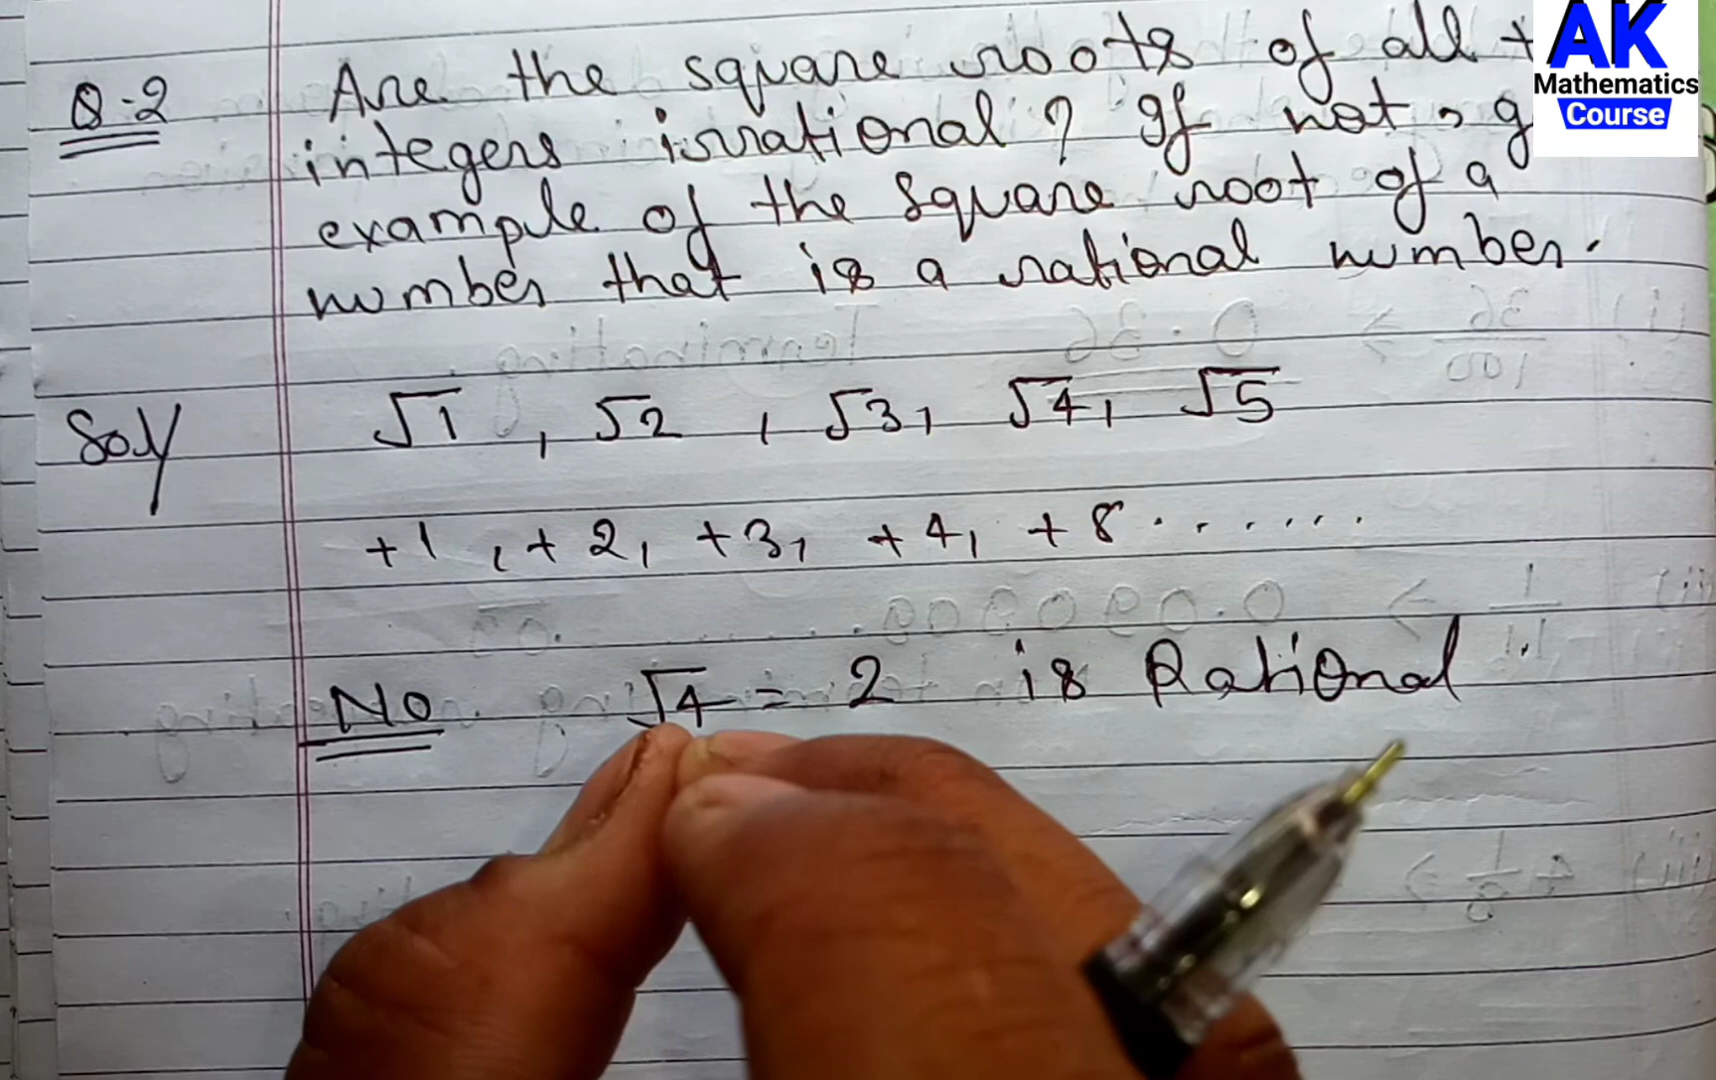 AK
Mathematics
Course
Q.2 Are the square roots of all +
integers irrational? If not, g
example of the square root of a
number that is a rational number.
Soln √1, √2, √3, √4, √5
+1, +2, +3, +4, +8.......
No √4 = 2 is Rational